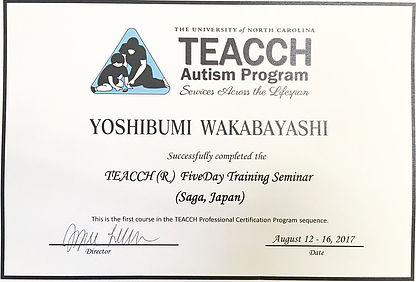 THE UNIVERSITY of NORTH CAROLINA
TEACCH
Autism Program
Services Across the Lifespan
YOSHIBUMI WAKABAYASHI
Successfully completed the
TEACCH (R) FiveDay Training Seminar
(Saga, Japan)
This is the first course in the TEACCH Professional Certification Program sequence.
August 12 - 16, 2017
Director
Date